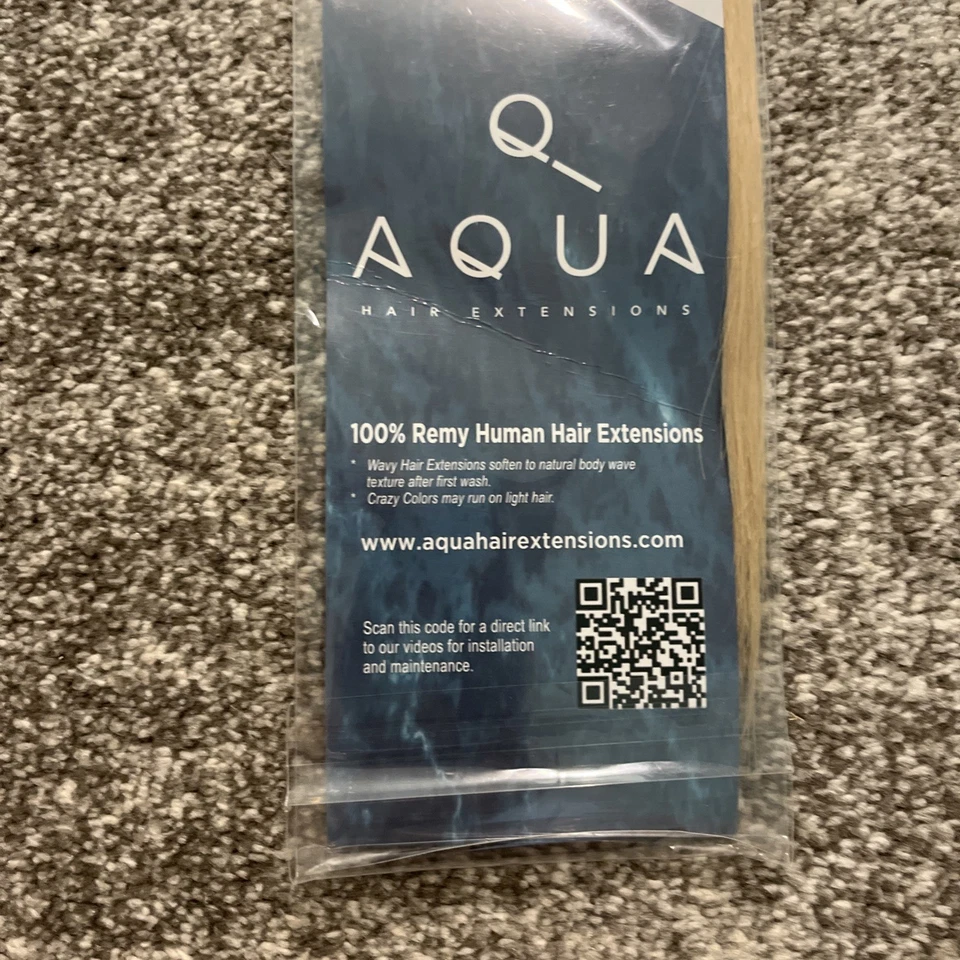 Q
AQUA
HAIR EXTENSIONS
100% Remy Human Hair Extensions
* Wavy Hair Extensions soften to natural body wave
texture after first wash.
* Crazy Colors may run on light hair.
www.aquahairextensions.com
Scan this code for a direct link
to our videos for installation
and maintenance.